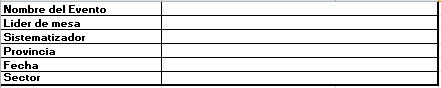 Nombre del Evento
Lider de mesa
Sistematizador
Provincia
Fecha
Sector